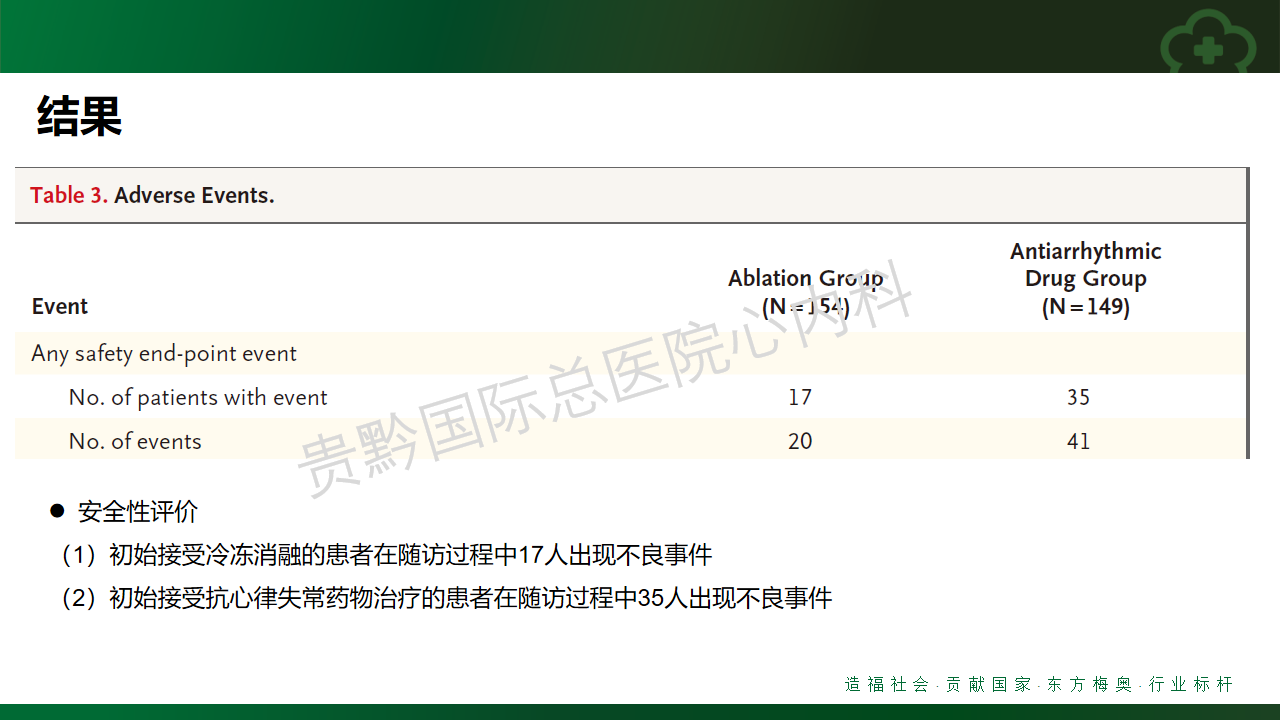 结果
Table 3. Adverse Events.
Event
Ablation Group
(N=154)
Antiarrhythmic
Drug Group
(N=149)
Any safety end-point event
No. of patients with event 17 35
No. of events 20 41
贵黔国际总医院心内科
● 安全性评价
（1）初始接受冷冻消融的患者在随访过程中17人出现不良事件
（2）初始接受抗心律失常药物治疗的患者在随访过程中35人出现不良事件
造福社会·贡献国家·东方梅奥·行业标杆